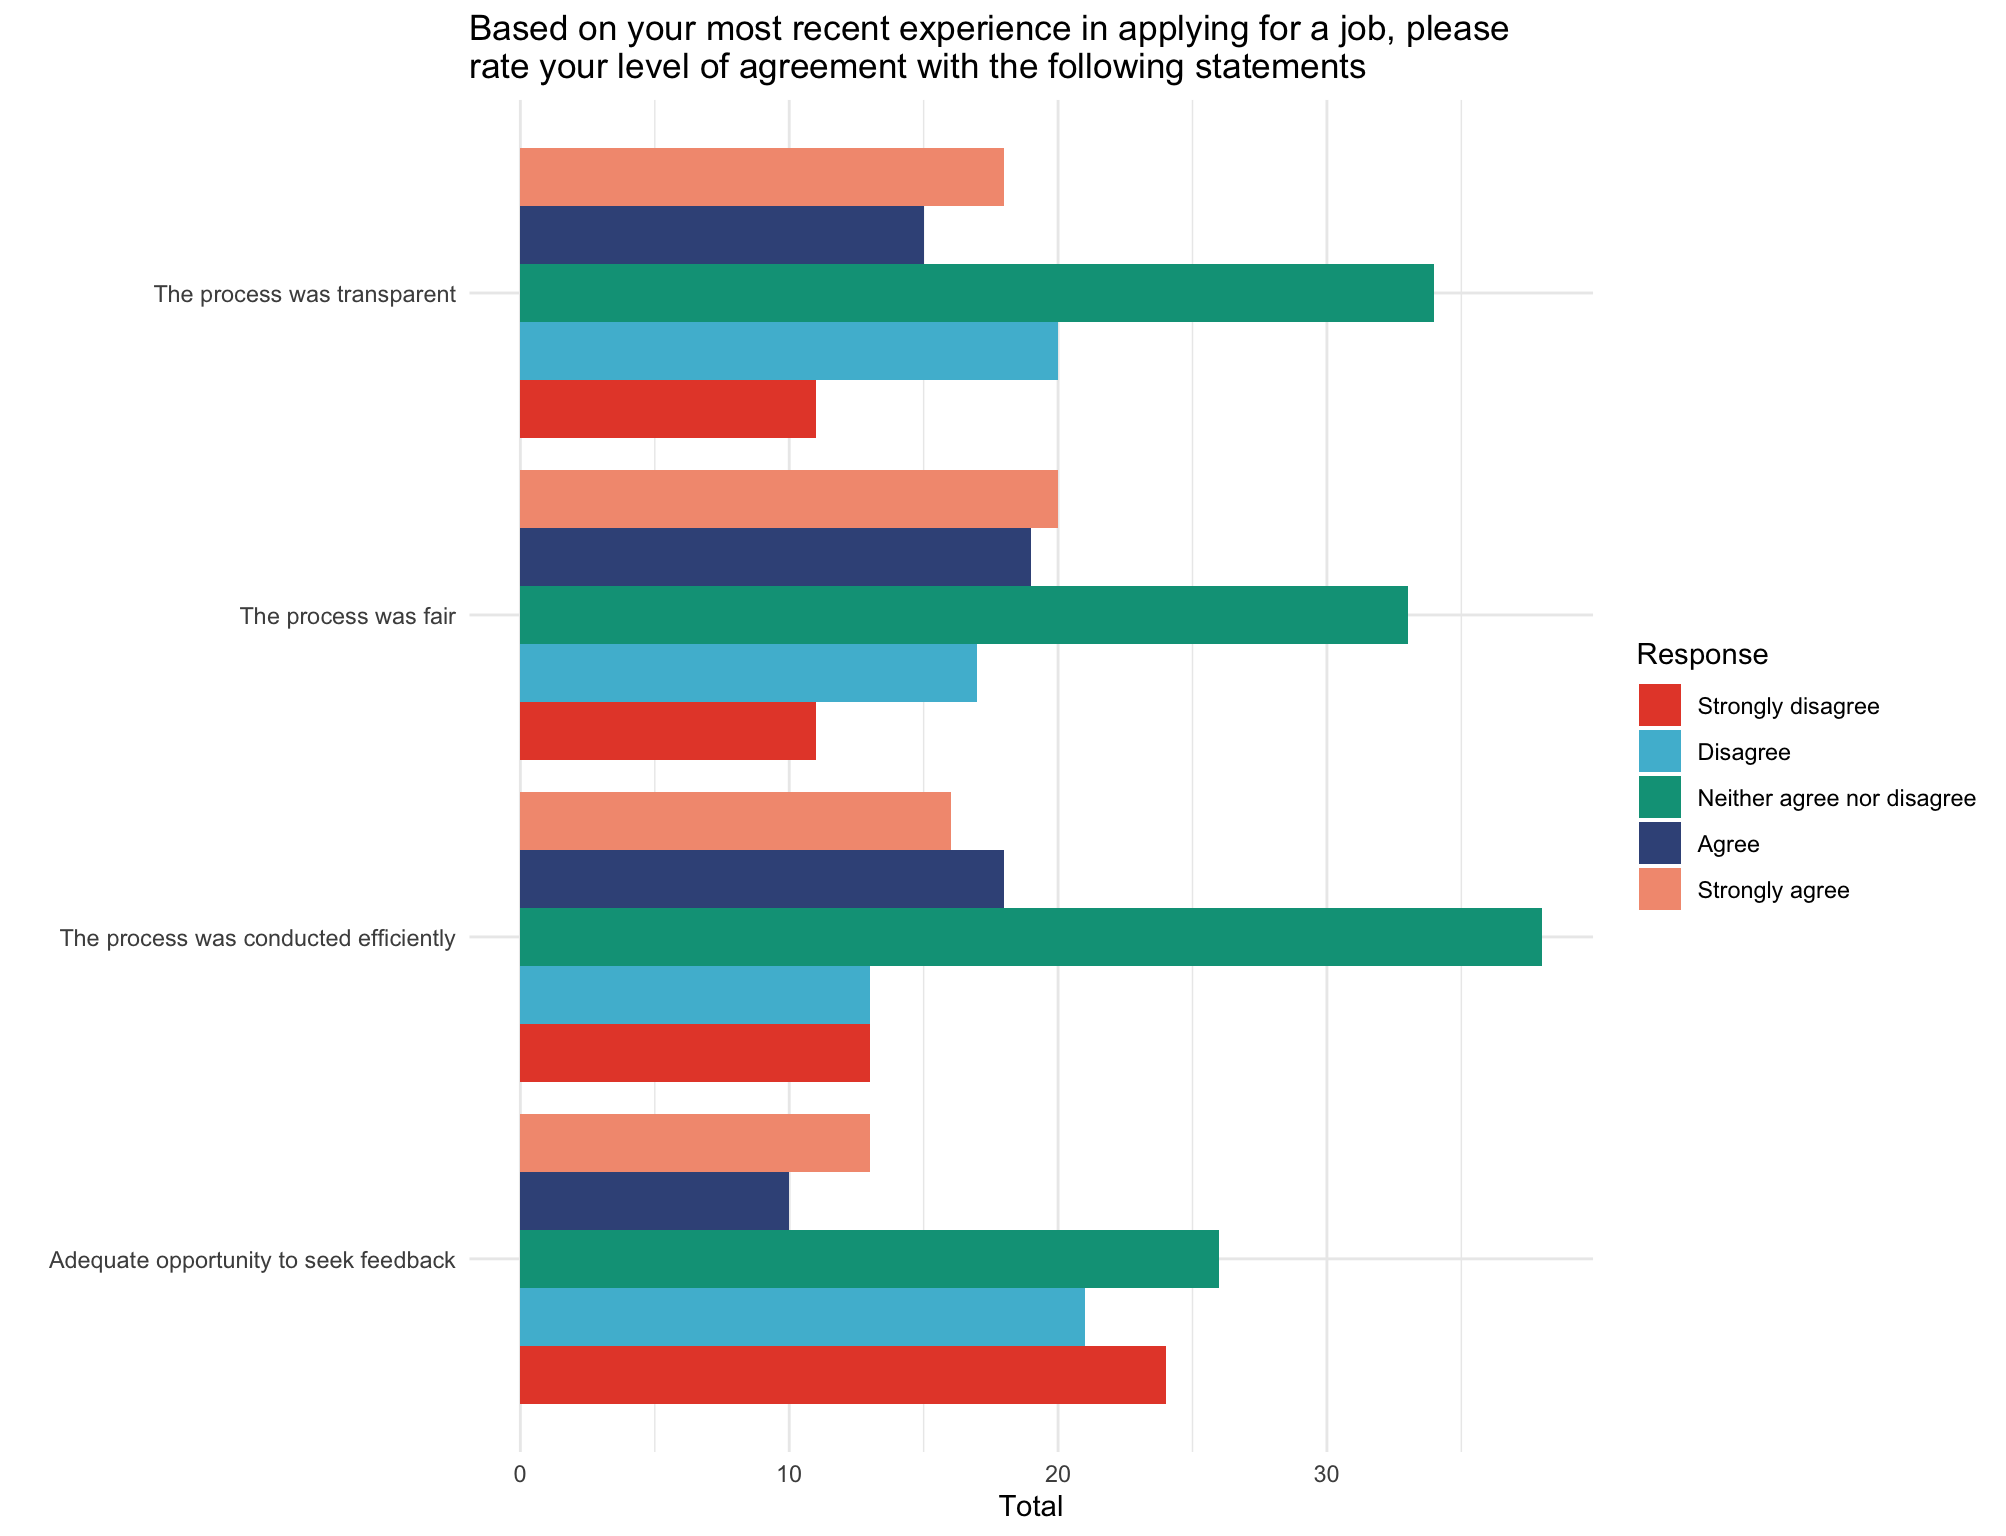 Based on your most recent experience in applying for a job, please
rate your level of agreement with the following statements
The process was transparent
The process was fair
The process was conducted efficiently
Adequate opportunity to seek feedback
0
10
20
30
Total
Response
Strongly disagree
Disagree
Neither agree nor disagree
Agree
Strongly agree